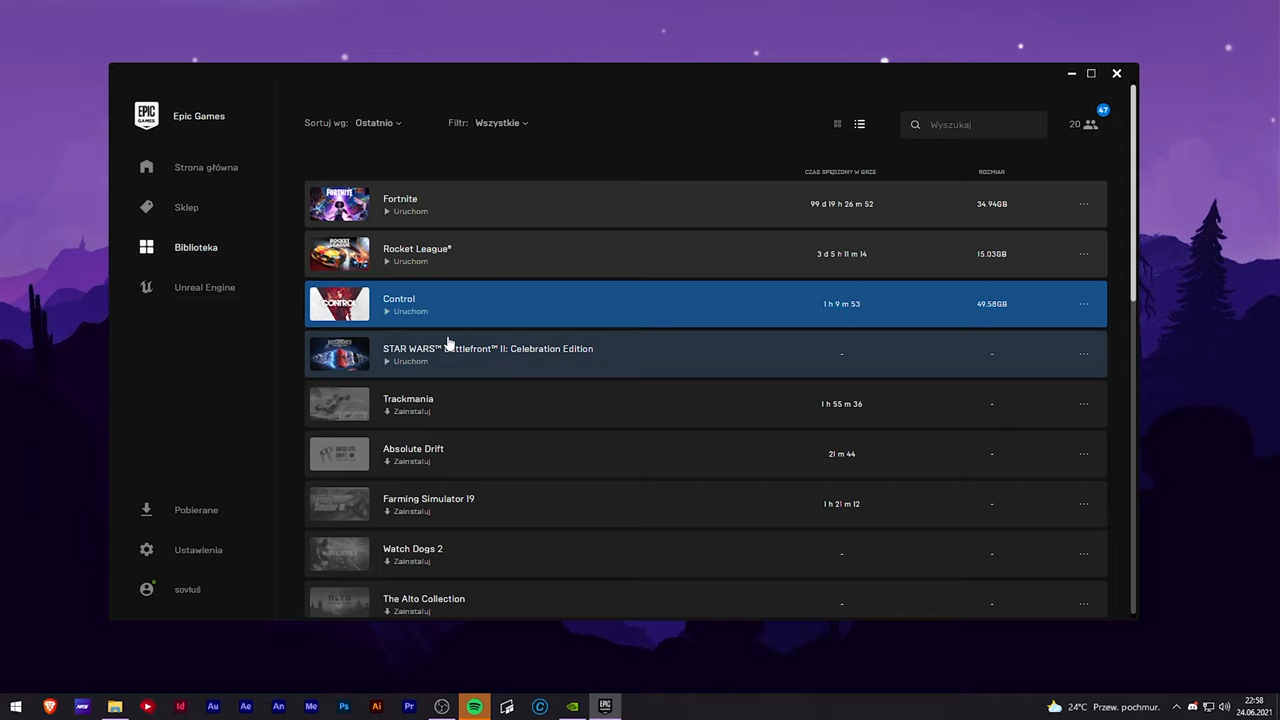 Epic Games
Strona główna
Sklep
Biblioteka
Unreal Engine
Pobierane
Ustawienia
soviuś
Sortuj wg: Ostatnio
Filtr: Wszystkie
Wyszukaj
20
47
CZAS SPĘDZONY W GRZE
ROZMIAR
Fortnite
Uruchom
99 d 19 h 26 m 52
34.94GB
Rocket League®
Uruchom
3 d 5 h 11 m 14
15.03GB
Control
Uruchom
1 h 9 m 53
49.58GB
STAR WARS™ Battlefront™ II: Celebration Edition
Uruchom
-
-
Trackmania
Zainstaluj
1 h 55 m 36
-
Absolute Drift
Zainstaluj
21 m 44
-
Farming Simulator 19
Zainstaluj
1 h 21 m 12
-
Watch Dogs 2
Zainstaluj
-
-
The Alto Collection
Zainstaluj
-
-
24°C Przew. pochmur.
22:58
24.06.2021